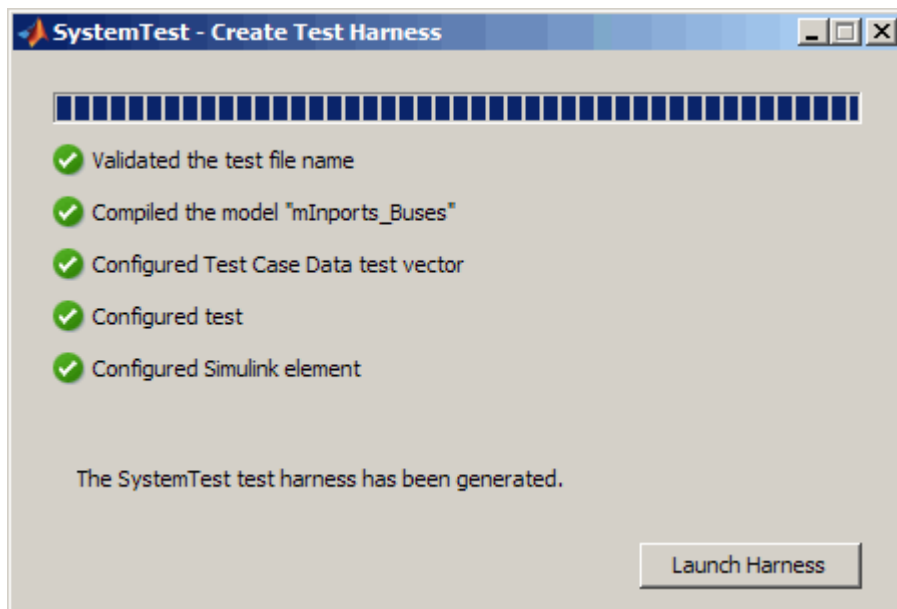 SystemTest - Create Test Harness
Validated the test file name
Compiled the model "mInports_Buses"
Configured Test Case Data test vector
Configured test
Configured Simulink element
The SystemTest test harness has been generated.
Launch Harness